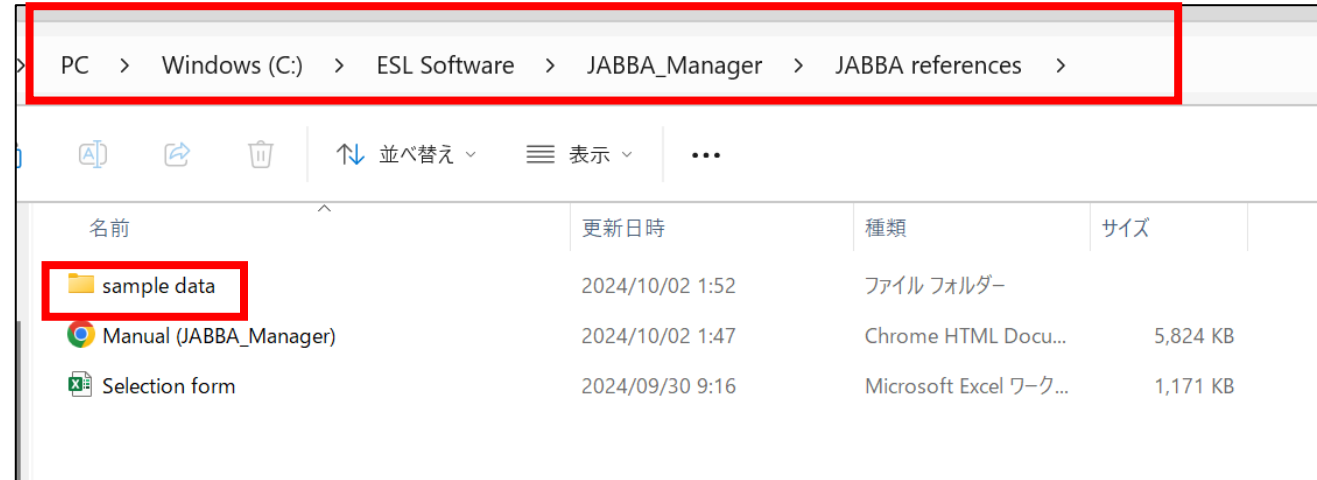 PC > Windows (C:) > ESL Software > JABBA_Manager > JABBA references >
並べ替え 表示 •••
名前 更新日時 種類 サイズ
sample data 2024/10/02 1:52 ファイル フォルダー
Manual (JABBA_Manager) 2024/10/02 1:47 Chrome HTML Docu... 5,824 KB
Selection form 2024/09/30 9:16 Microsoft Excel ワーク... 1,171 KB